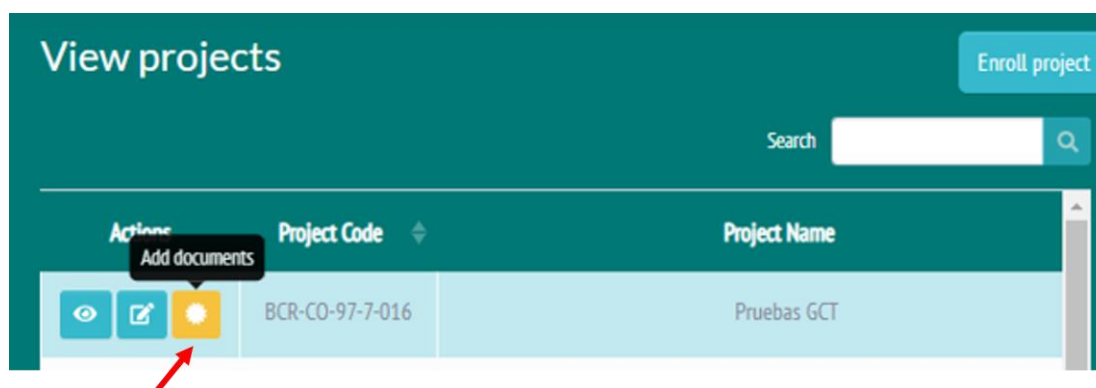 View projects
Enroll project
Search
Actions Project Code Project Name
Add documents
BCR-CO-97-7-016 Pruebas GCT